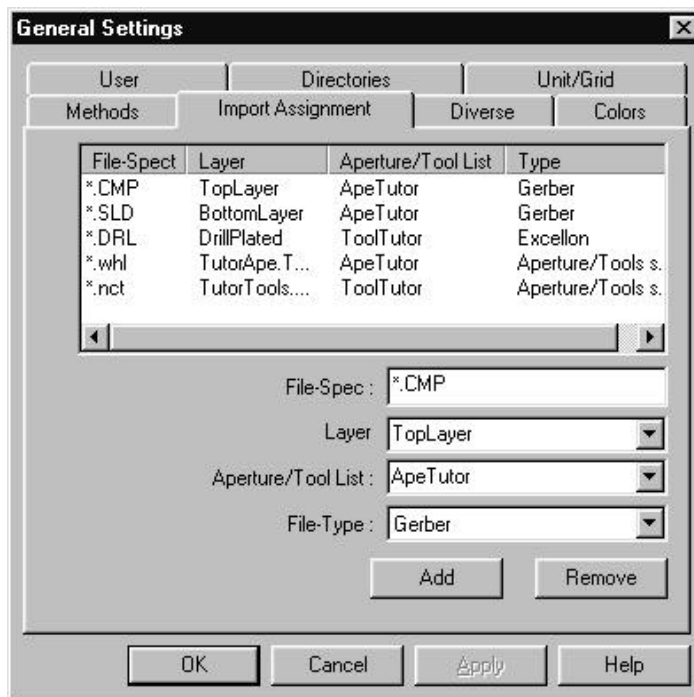 General Settings
User Directories Unit/Grid
Methods Import Assignment Diverse Colors
File-Spect Layer Aperture/Tool List Type
*.CMP TopLayer ApeTutor Gerber
*.SLD BottomLayer ApeTutor Gerber
*.DRL DrillPlated ToolTutor Excellon
*.whl TutorApe.T... ApeTutor Aperture/Tools s.
*.nct TutorTools.... ToolTutor Aperture/Tools s.
File-Spec : *.CMP
Layer TopLayer
Aperture/Tool List : ApeTutor
File-Type : Gerber
Add Remove
OK Cancel Apply Help